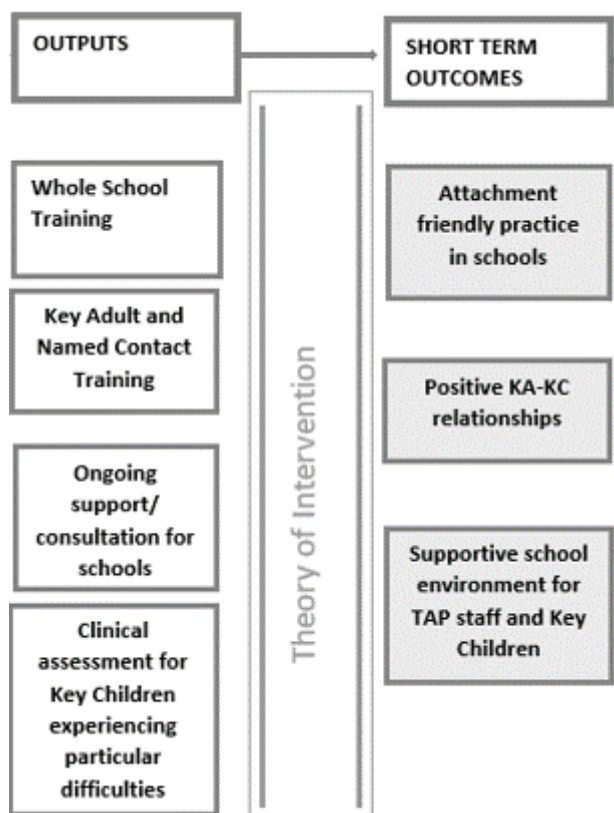 OUTPUTS
SHORT TERM
OUTCOMES
Whole School
Training
Key Adult and
Named Contact
Training
Ongoing
support/
consultation for
schools
Clinical
assessment for
Key Children
experiencing
particular
difficulties
Theory of Intervention
Attachment
friendly practice
in schools
Positive KA-KC
relationships
Supportive school
environment for
TAP staff and Key
Children